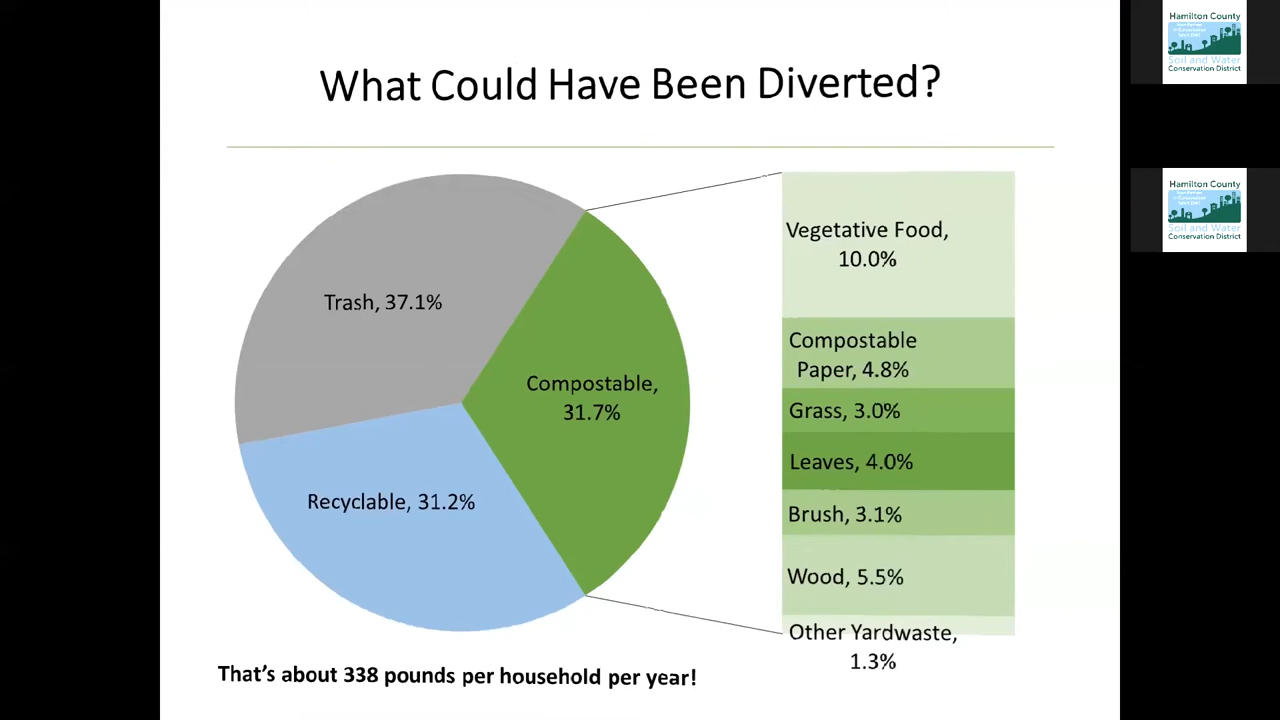 What Could Have Been Diverted?
Trash, 37.1%
Compostable,
31.7%
Recyclable, 31.2%
Vegetative Food,
10.0%
Compostable
Paper, 4.8%
Grass, 3.0%
Leaves, 4.0%
Brush, 3.1%
Wood, 5.5%
Other Yardwaste,
1.3%
That's about 338 pounds per household per year!
Hamilton County
Soil and Water
Conservation District
Hamilton County
Soil and Water
Conservation District